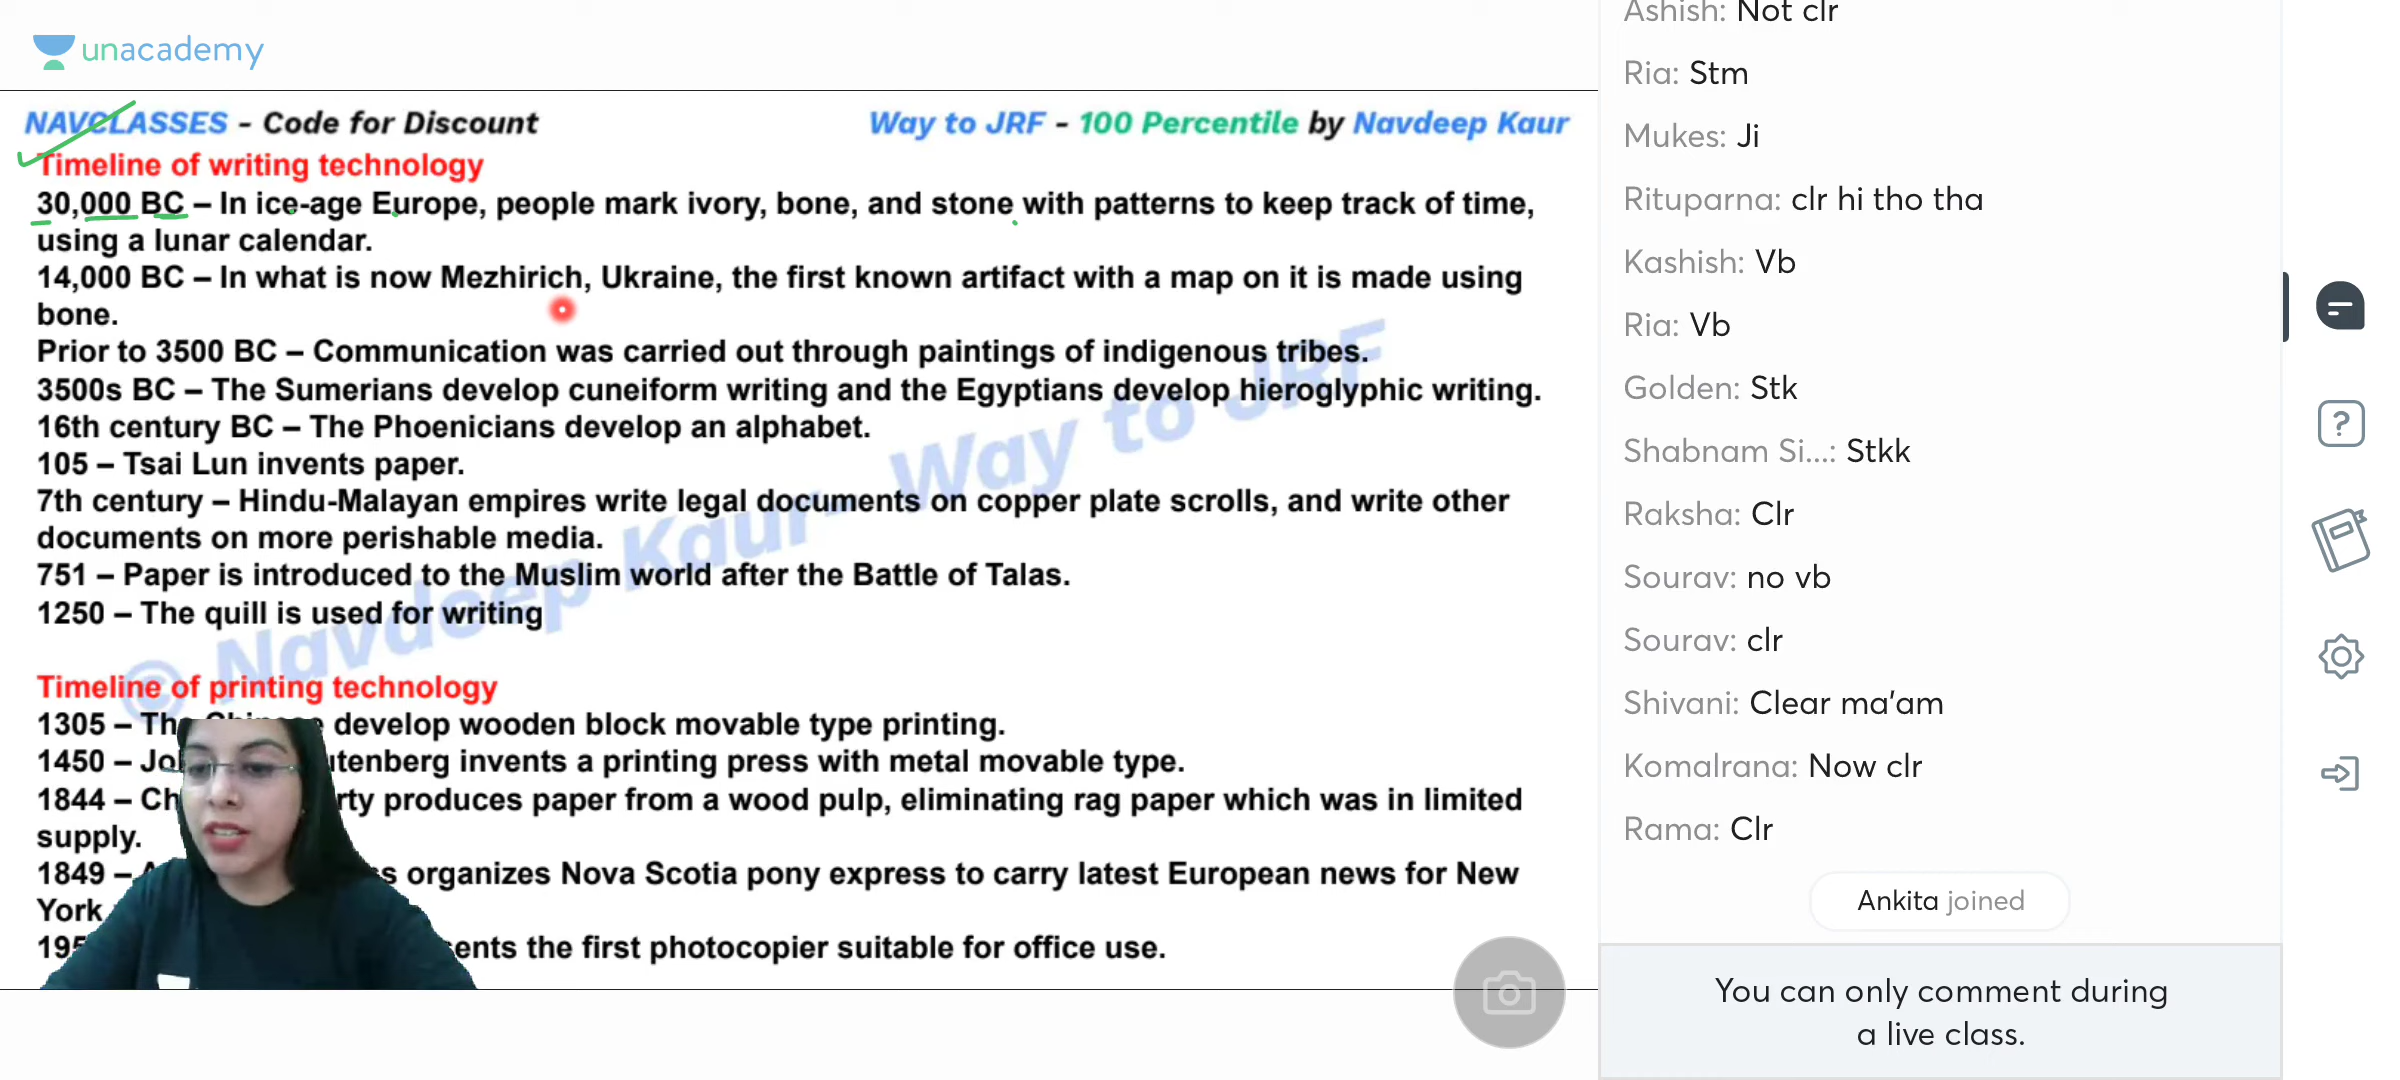 unacademy
NAVCLASSES - Code for Discount
Way to JRF - 100 Percentile by Navdeep Kaur
Timeline of writing technology
30,000 BC – In ice-age Europe, people mark ivory, bone, and stone with patterns to keep track of time,
using a lunar calendar.
14,000 BC – In what is now Mezhirich, Ukraine, the first known artifact with a map on it is made using
bone.
Prior to 3500 BC – Communication was carried out through paintings of indigenous tribes.
3500s BC – The Sumerians develop cuneiform writing and the Egyptians develop hieroglyphic writing.
16th century BC – The Phoenicians develop an alphabet.
105 – Tsai Lun invents paper.
7th century – Hindu-Malayan empires write legal documents on copper plate scrolls, and write other
documents on more perishable media.
751 – Paper is introduced to the Muslim world after the Battle of Talas.
1250 – The quill is used for writing
© Navdeep Kaur- Way to JRF
Timeline of printing technology
1305 – develop wooden block movable type printing.
1450 – invents a printing press with metal movable type.
1844 – produces paper from a wood pulp, eliminating rag paper which was in limited
supply.
1849 – organizes Nova Scotia pony express to carry latest European news for New
York
the first photocopier suitable for office use.
Ashish: Not clr
Ria: Stm
Mukes: Ji
Rituparna: clr hi tho tha
Kashish: Vb
Ria: Vb
Golden: Stk
Shabnam Si...: Stkk
Raksha: Clr
Sourav: no vb
Sourav: clr
Shivani: Clear ma'am
Komalrana: Now clr
Rama: Clr
Ankita joined
You can only comment during
a live class.